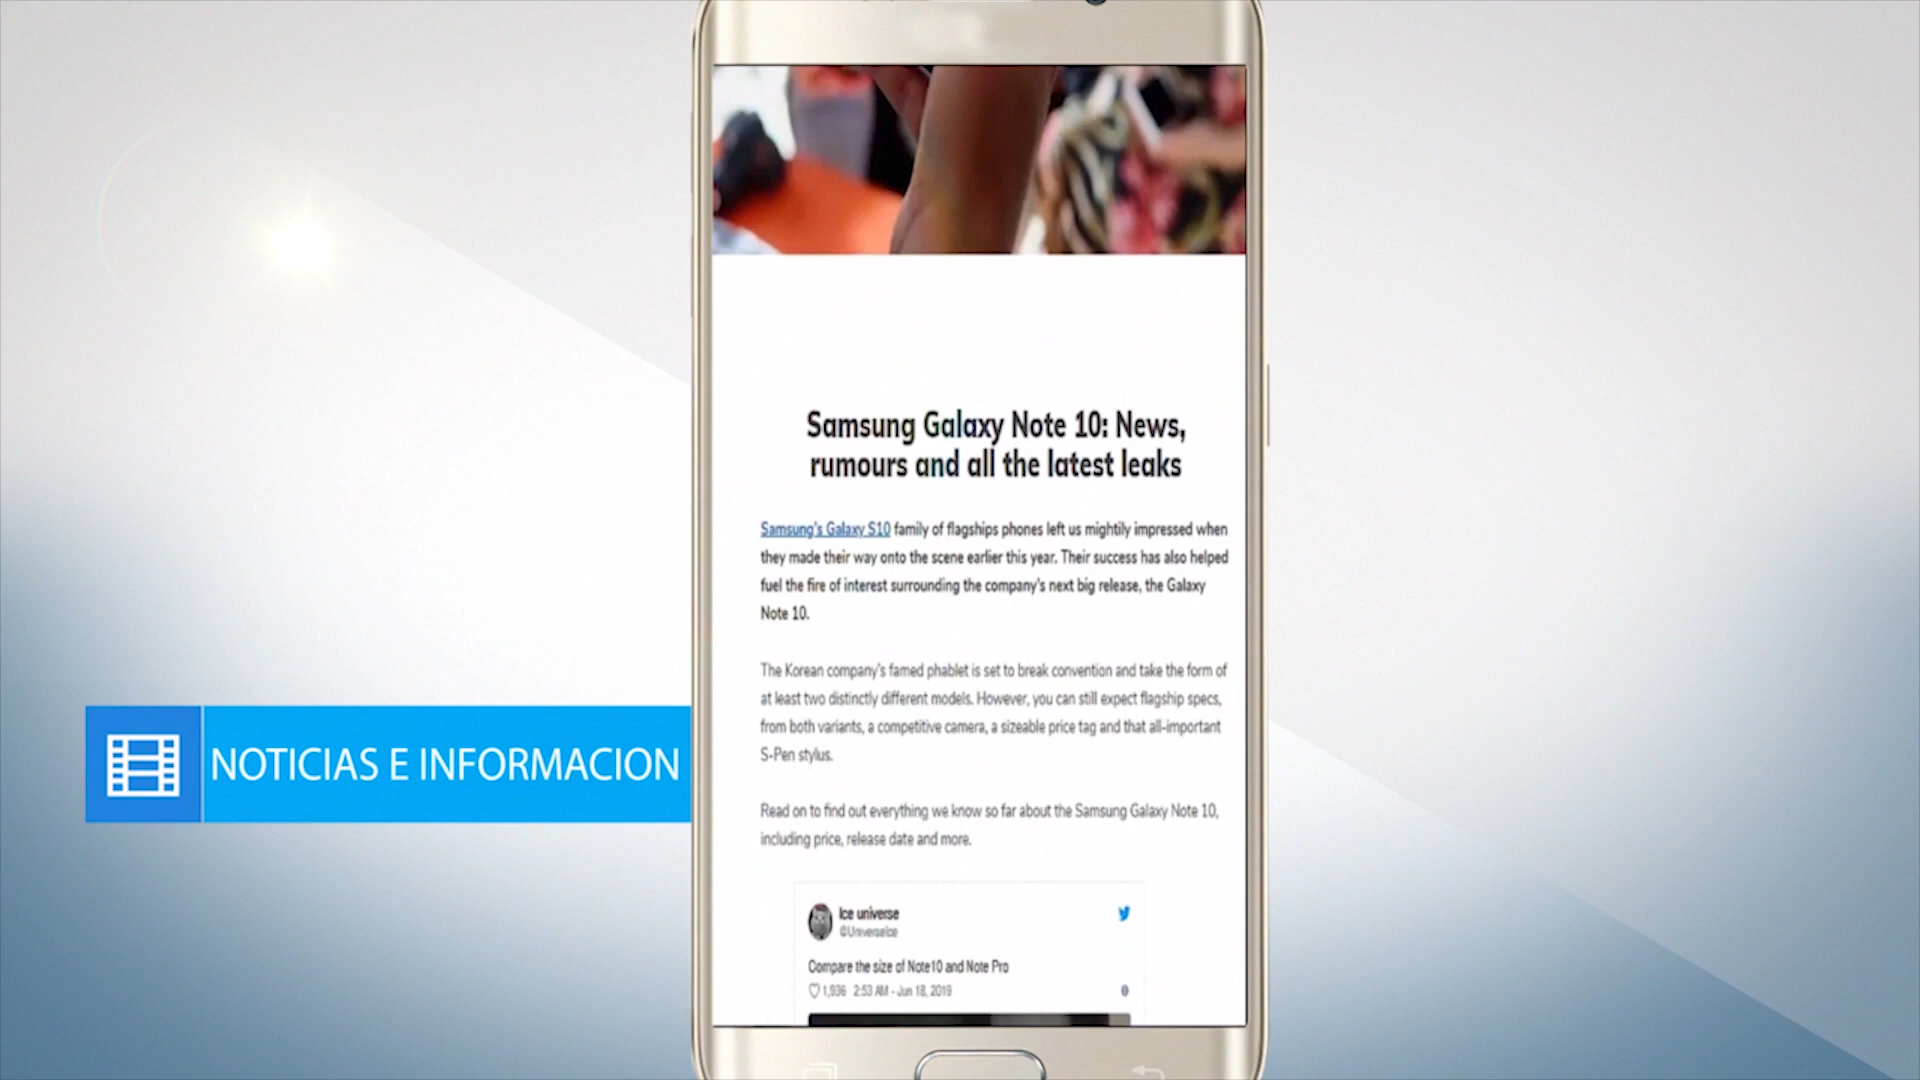 Samsung Galaxy Note 10: News,
rumours and all the latest leaks
Samsung's Galaxy S10 family of flagships phones left us mightily impressed when
they made their way onto the scene earlier this year. Their success has also helped
fuel the fire of interest surrounding the company's next big release, the Galaxy
Note 10.
The Korean company's famed phablet is set to break convention and take the form of
at least two distinctly different models. However, you can still expect flagship specs,
from both variants, a competitive camera, a sizeable price tag and that all-important
S-Pen stylus.
NOTICIAS E INFORMACION
Read on to find out everything we know so far about the Samsung Galaxy Note 10,
including price, release date and more.
Ice universe
@UniverseIce
Compare the size of Note10 and Note Pro
1,936 2:53 AM - Jun 18, 2019